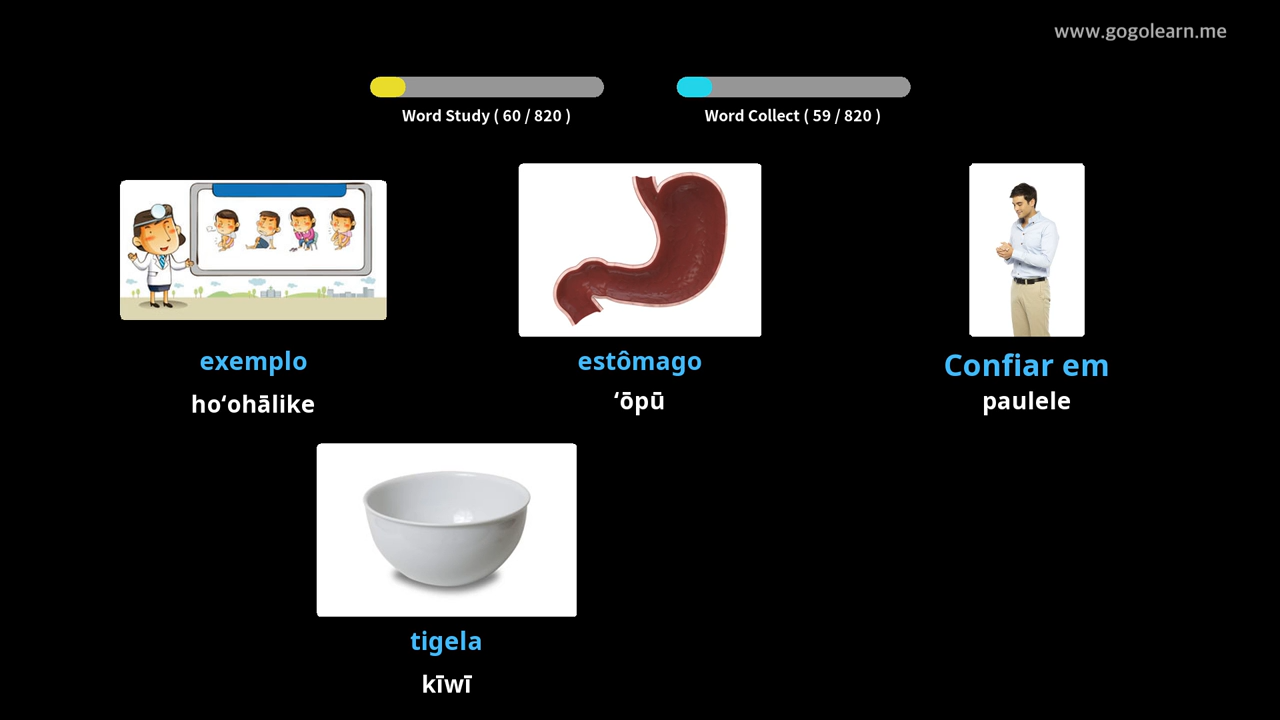 www.gogolearn.me
Word Study ( 60 / 820 )
Word Collect ( 59 / 820 )
exemplo
hoʻohālike
estômago
ʻōpū
Confiar em
paulele
tigela
kīwī